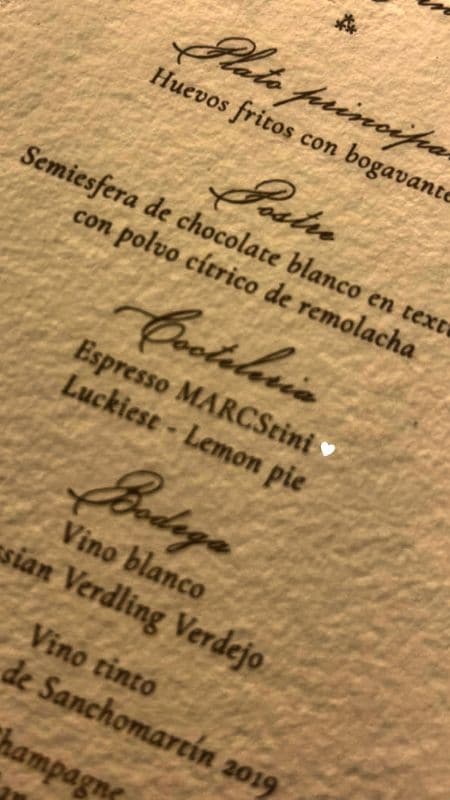 Plato principal
Huevos fritos con bogavante
Postre
Semiesfera de chocolate blanco en
con polvo cítrico de remolacha
Coctelería
Espresso MARCStini
Luckiest - Lemon pie
Bodega
Vino blanco
Verdling Verdejo
Vino tinto
de Sanchomartín 2019
Champagne